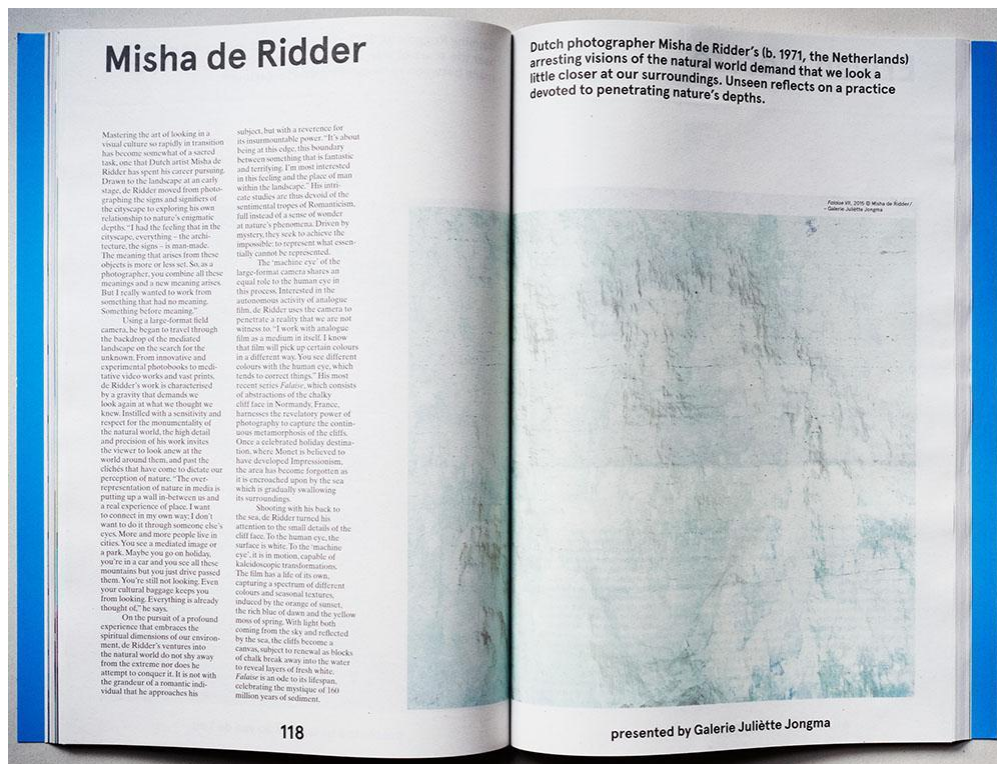 Misha de Ridder
Mastering the art of looking in a
visual culture so rapidly in transition
has become somewhat of a sacred
task, one that Dutch artist Misha de
Ridder has spent his career pursuing.
Drawn to the landscape at an early
stage, de Ridder moved from photo-
graphing the signs and signifiers of
the cityscape to exploring his own
relationship to nature's enigmatic
depths. "I had the feeling that in the
cityscape, everything – the archi-
tecture, the signs – is man-made.
The meaning that arises from these
objects is more or less set. So, as a
photographer, you combine all these
meanings and a new meaning arises.
But I really wanted to work from
something that had no meaning.
Something before meaning."
Using a large-format field
camera, he began to travel through
the backdrop of the mediated
landscape on the search for the
unknown. From innovative and
experimental photobooks to medi-
tative video works and vast prints,
de Ridder's work is characterised
by a gravity that demands we
look again at what we thought we
knew. Instilled with a sensitivity and
respect for the monumentality of
the natural world, the high detail
and precision of his work invites
the viewer to look anew at the
world around them, and past the
clichés that have come to dictate our
perception of nature. "The over-
representation of nature in media is
putting up a wall in-between us and
a real experience of place. I want
to connect in my own way; I don't
want to do it through someone else's
eyes. More and more people live in
cities. You see a mediated image or
a park. Maybe you go on holiday,
you're in a car and you see all these
mountains but you just drive passed
them. You're still not looking. Even
your cultural baggage keeps you
from looking. Everything is already
thought of," he says.
On the pursuit of a profound
experience that embraces the
spiritual dimensions of our environ-
ment, de Ridder's ventures into
the natural world do not shy away
from the extreme nor does he
attempt to conquer it. It is not with
the grandeur of a romantic indi-
vidual that he approaches his
subject, but with a reverence for
its insurmountable power. "It's about
being at this edge, this boundary
between something that is fantastic
and terrifying. I'm most interested
in this feeling and the place of man
within the landscape." His intri-
cate studies are thus devoid of the
sentimental tropes of Romanticism,
full instead of a sense of wonder
at nature's phenomena. Driven by
mystery, they seek to achieve the
impossible: to represent what essen-
tially cannot be represented.
The 'machine eye' of the
large-format camera shares an
equal role to the human eye in
this process. Interested in the
autonomous activity of analogue
film, de Ridder uses the camera to
penetrate a reality that we are not
witness to. "I work with analogue
film as a medium in itself. I know
that film will pick up certain colours
in a different way. You see different
colours with the human eye, which
tends to correct things." His most
recent series Falaise, which consists
of abstractions of the chalky
cliff face in Normandy, France,
harnesses the revelatory power of
photography to capture the contin-
uous metamorphosis of the cliffs.
Once a celebrated holiday destina-
tion, where Monet is believed to
have developed Impressionism,
the area has become forgotten as
it is encroached upon by the sea
which is gradually swallowing
its surroundings.
Shooting with his back to
the sea, de Ridder turned his
attention to the small details of the
cliff face. To the human eye, the
surface is white. To the 'machine
eye', it is in motion, capable of
kaleidoscopic transformations.
The film has a life of its own,
capturing a spectrum of different
colours and seasonal textures,
induced by the orange of sunset,
the rich blue of dawn and the yellow
moss of spring. With light both
coming from the sky and reflected
by the sea, the cliffs become a
canvas, subject to renewal as blocks
of chalk break away into the water
to reveal layers of fresh white.
Falaise is an ode to its lifespan,
celebrating the mystique of 160
million years of sediment.
118
Dutch photographer Misha de Ridder's (b. 1971, the Netherlands)
arresting visions of the natural world demand that we look a
little closer at our surroundings. Unseen reflects on a practice
devoted to penetrating nature's depths.
Falaise VII, 2015 © Misha de Ridder/
– Galerie Juliètte Jongma
presented by Galerie Juliètte Jongma